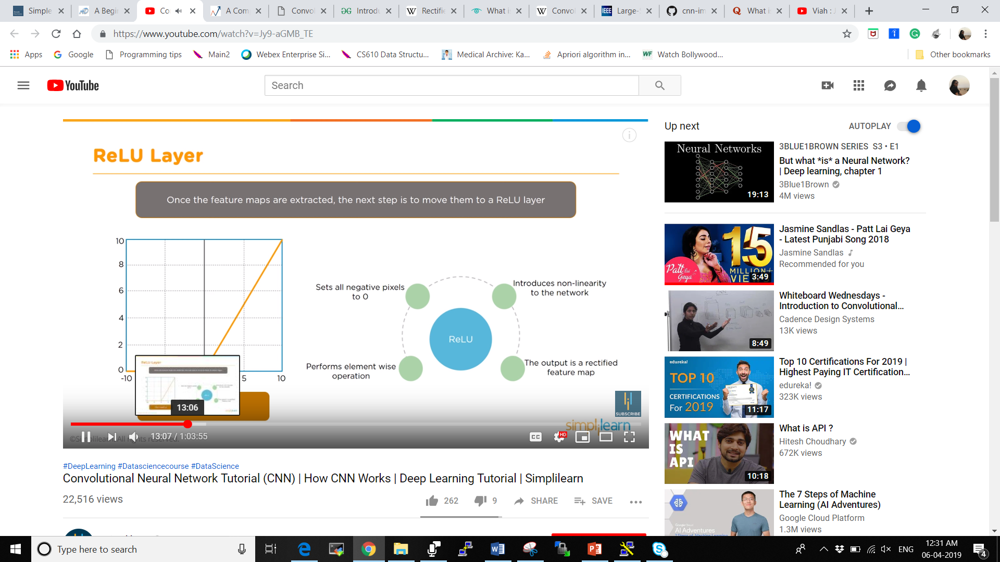 Simple
A Begin
Co
A Com
Convol
Introdu
Rectifie
What is
Convol
Large-S
cnn-im
What is
Viah : J
https://www.youtube.com/watch?v=Jy9-aGMB_TE
Apps
Google
Programming tips
Main2
Webex Enterprise Si...
CS610 Data Structu...
Medical Archive: Ka...
Apriori algorithm in...
WF Watch Bollywood...
Other bookmarks
YouTube
Search
ReLU Layer
Once the feature maps are extracted, the next step is to move them to a ReLU layer
10
8
6
4
2
0
-10
5
10
Sets all negative pixels
to 0
Introduces non-linearity
to the network
ReLU
Performs element wise
operation
The output is a rectified
feature map
ReLU Layer
13:06
SUBSCRIBE
simplilearn
©Simplilearn. All rights reserved.
13:07 / 1:03:55
CC
HD
#DeepLearning #Datasciencecourse #DataScience
Convolutional Neural Network Tutorial (CNN) | How CNN Works | Deep Learning Tutorial | Simplilearn
22,516 views
262
9
SHARE
SAVE
Up next
AUTOPLAY
Neural Networks
19:13
3BLUE1BROWN SERIES S3 • E1
But what *is* a Neural Network?
| Deep learning, chapter 1
3Blue1Brown
4M views
15
MILLION+
Patt Lai
Geya
3:49
Jasmine Sandlas - Patt Lai Geya
- Latest Punjabi Song 2018
Jasmine Sandlas
Recommended for you
CNN
8:49
Whiteboard Wednesdays -
Introduction to Convolutional...
Cadence Design Systems
13K views
edureka!
TOP 10
CERTIFICATIONS
For 2019
11:17
Top 10 Certifications For 2019 |
Highest Paying IT Certification...
edureka!
323K views
WHAT
IS
API
10:18
What is API ?
Hitesh Choudhary
672K views
Google Cloud
AI Adventures
The 7 Steps of Machine
Learning (AI Adventures)
Google Cloud Platform
1.3M views
Type here to search
ENG
12:31 AM
06-04-2019
4